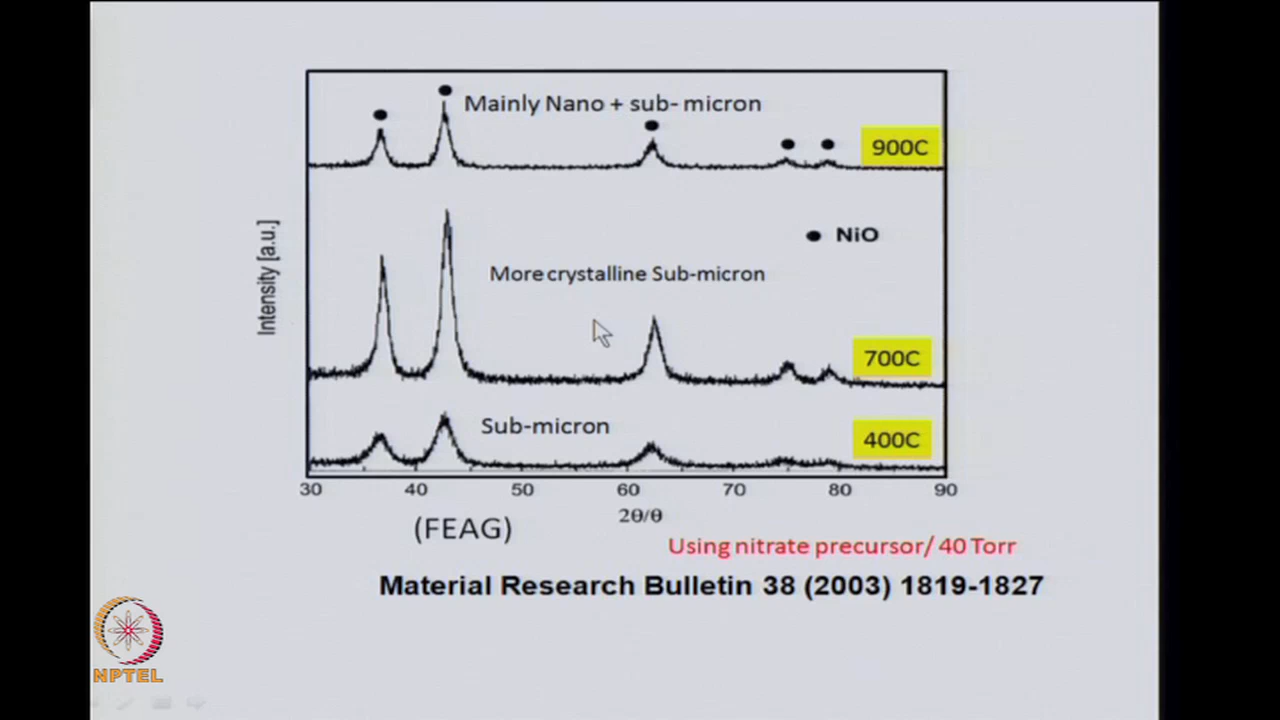 Mainly Nano + sub- micron
900C
NiO
More crystalline Sub-micron
Intensity [a.u.]
700C
Sub-micron
400C
30 40 50 60 70 80 90
2θ/θ
(FEAG)
Using nitrate precursor/ 40 Torr
Material Research Bulletin 38 (2003) 1819-1827
NPTEL